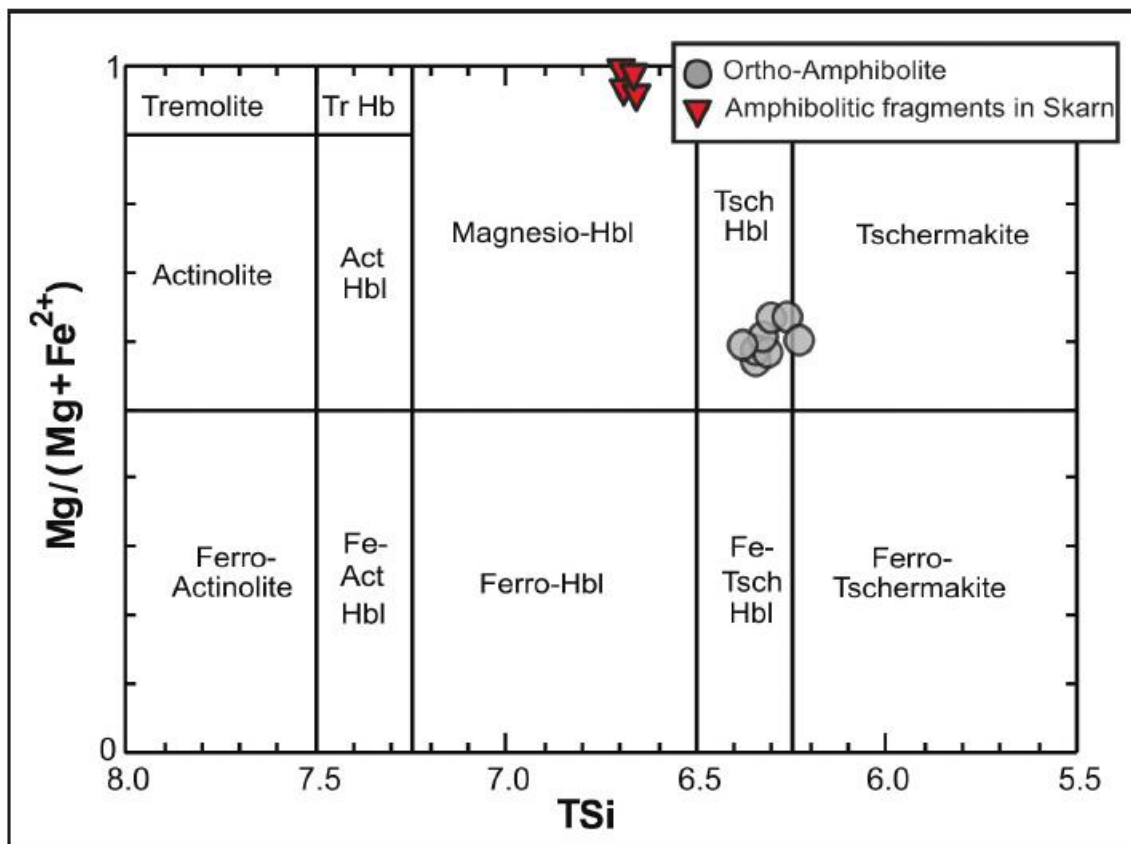 1
Ortho-Amphibolite
Amphibolitic fragments in Skarn
Tremolite
Tr Hb
Tsch
Hbl
Magnesio-Hbl
Tschermakite
Act
Hbl
Actinolite
Mg/(Mg+Fe2+)
Fe-
Act
Hbl
Ferro-
Actinolite
Ferro-Hbl
Fe-
Tsch
Hbl
Ferro-
Tschermakite
0
8.0
7.5
7.0
6.5
6.0
5.5
TSi